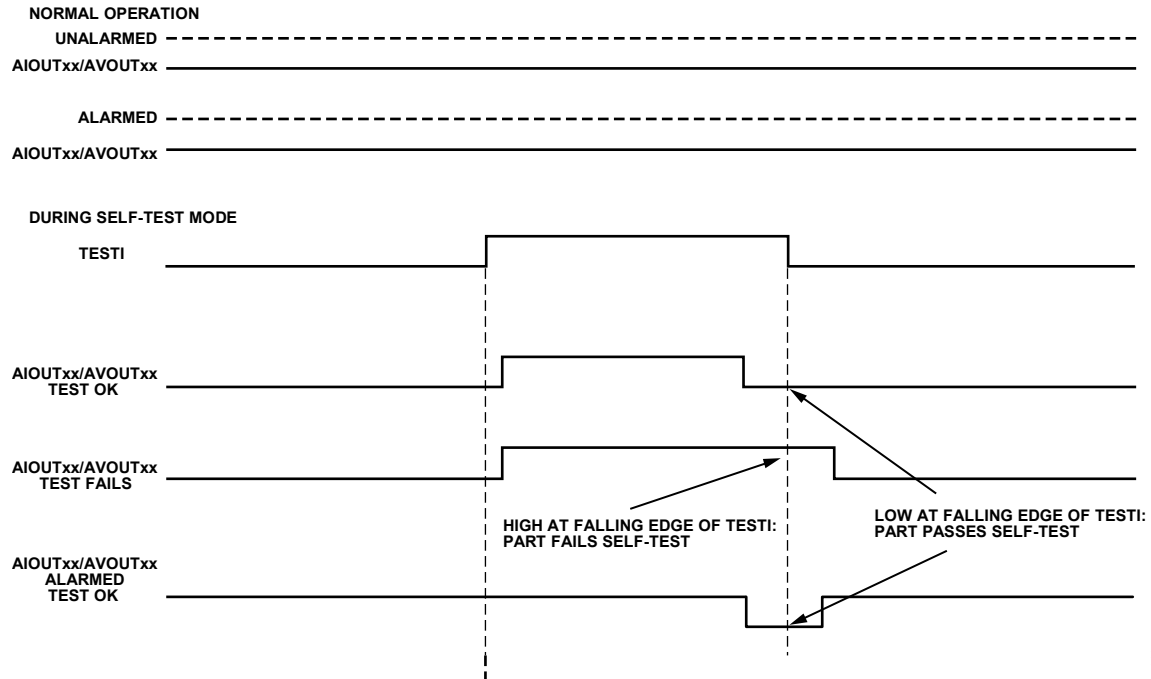 NORMAL OPERATION
UNALARMED
AIOUTxx/AVOUTxx
ALARMED
AIOUTxx/AVOUTxx
DURING SELF-TEST MODE
TESTI
AIOUTxx/AVOUTxx
TEST OK
AIOUTxx/AVOUTxx
TEST FAILS
HIGH AT FALLING EDGE OF TESTI:
PART FAILS SELF-TEST
LOW AT FALLING EDGE OF TESTI:
PART PASSES SELF-TEST
AIOUTxx/AVOUTxx
ALARMED
TEST OK